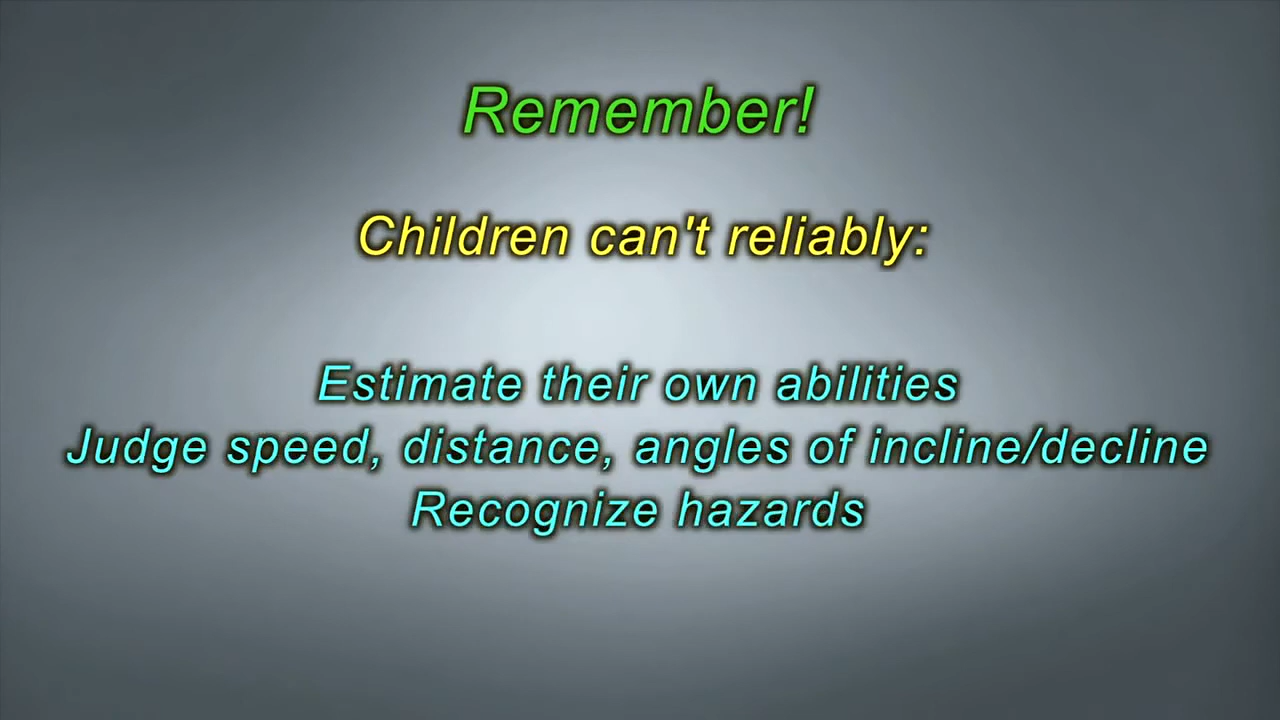 Remember!
Children can't reliably:
Estimate their own abilities
Judge speed, distance, angles of incline/decline
Recognize hazards